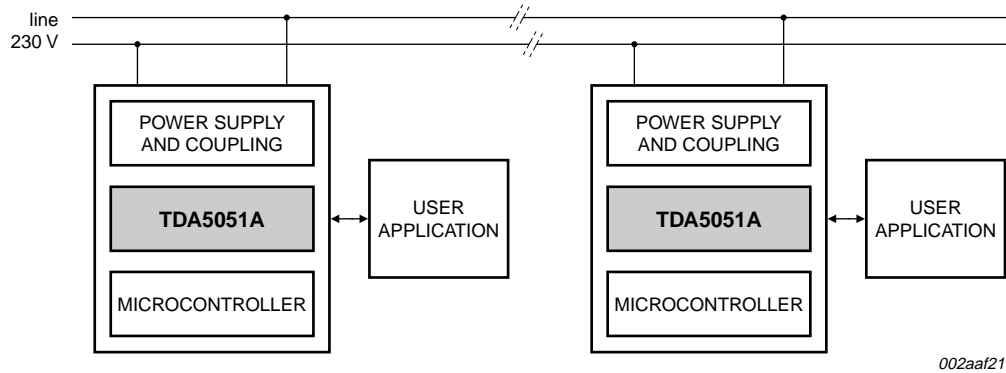 line
230 V
POWER SUPPLY
AND COUPLING
TDA5051A
MICROCONTROLLER
USER
APPLICATION
POWER SUPPLY
AND COUPLING
TDA5051A
MICROCONTROLLER
USER
APPLICATION
002aaf21